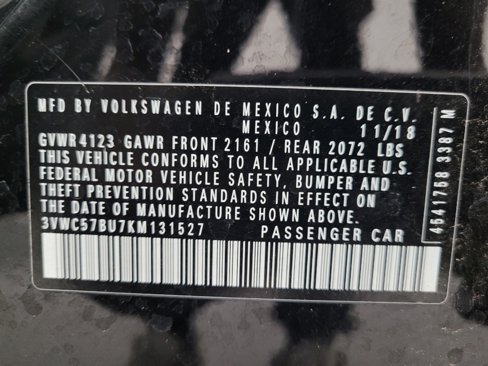 MFD BY VOLKSWAGEN DE MEXICO S.A. DE C.V.
MEXICO 11/18
GVWR 4123 GAWR FRONT 2161 / REAR 2072 LBS
THIS VEHICLE CONFORMS TO ALL APPLICABLE U.S.
FEDERAL MOTOR VEHICLE SAFETY, BUMPER AND
THEFT PREVENTION STANDARDS IN EFFECT ON
THE DATE OF MANUFACTURE SHOWN ABOVE.
3VWC57BU7KM131527 PASSENGER CAR
4641768 3387 M